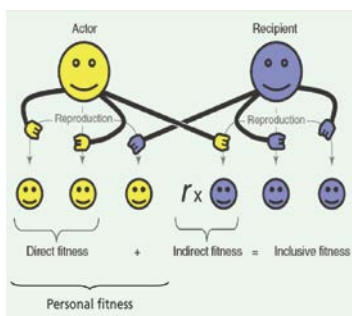 Actor Recipient
Reproduction Reproduction
r x
Direct fitness + Indirect fitness = Inclusive fitness
Personal fitness